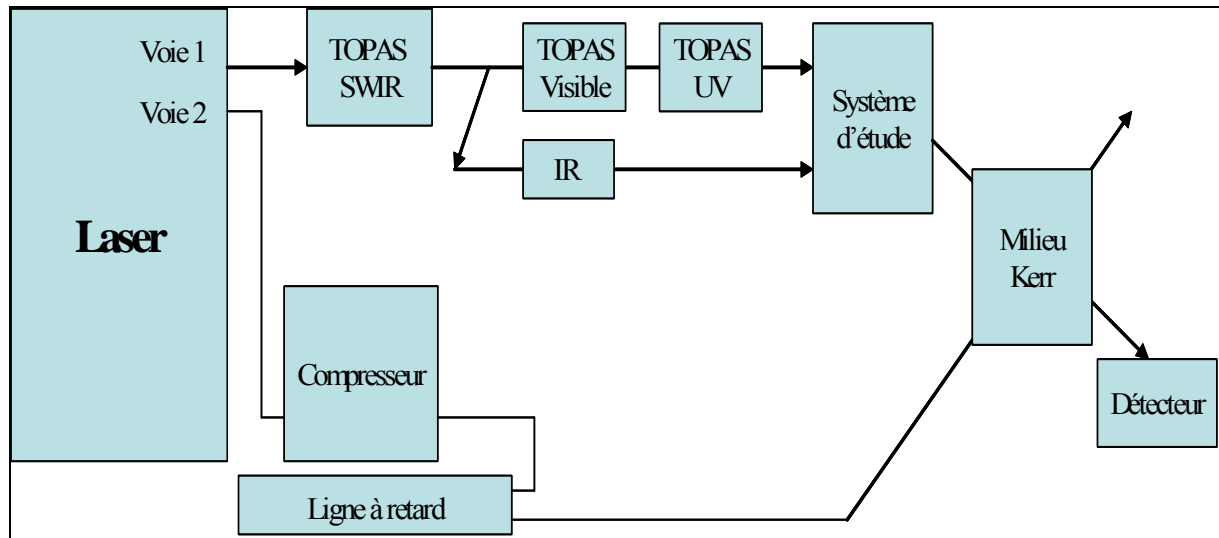 Voie 1
Voie 2
Laser
TOPAS
SWIR
TOPAS
Visible
TOPAS
UV
IR
Système
d'étude
Milieu
Kerr
Compresseur
Détecteur
Ligne à retard